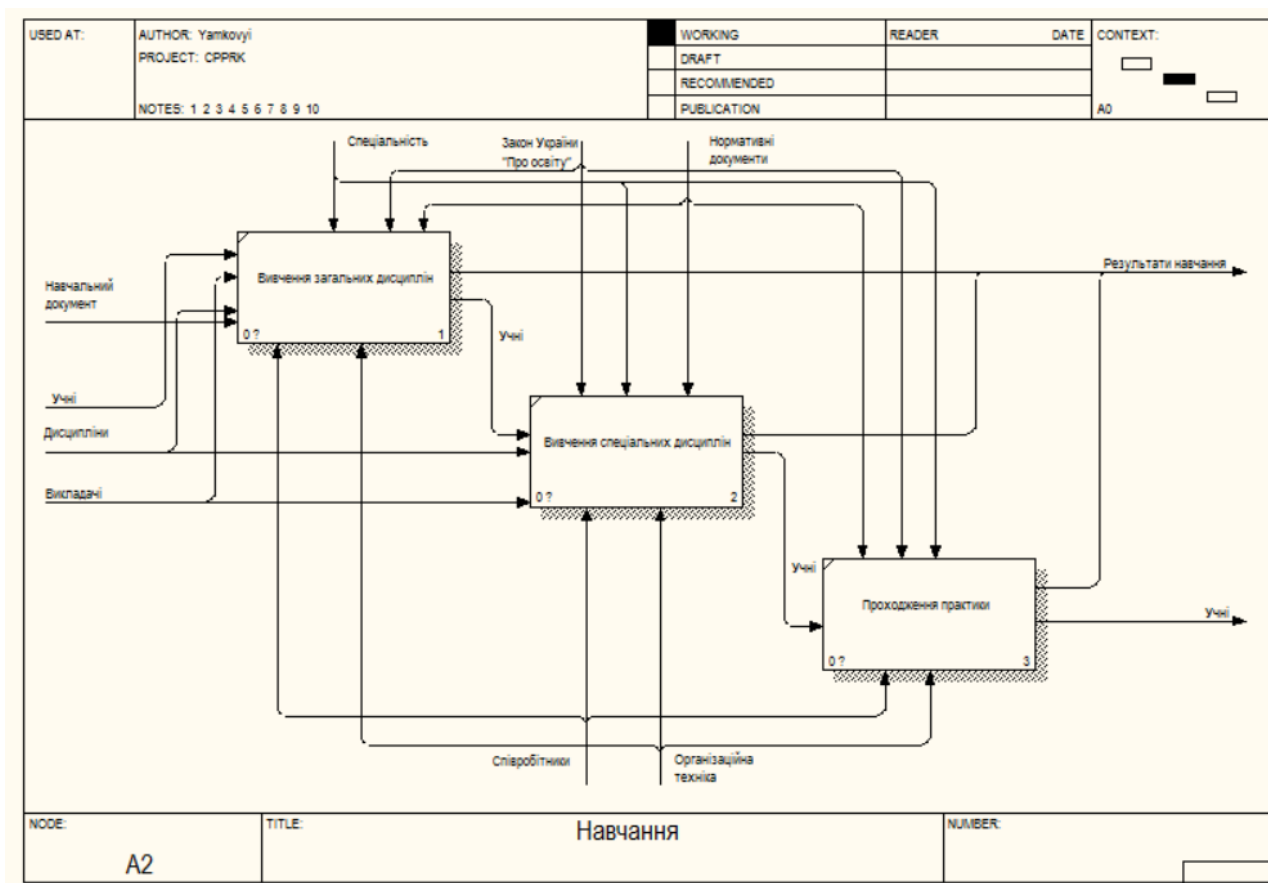 USED AT:
AUTHOR: Yamkovyi
PROJECT: CPPRK
NOTES: 1 2 3 4 5 6 7 8 9 10
WORKING
DRAFT
RECOMMENDED
PUBLICATION
READER
DATE
CONTEXT:
A0
Спеціальність
Закон України
"Про освіту"
Нормативні
документи
Вивчення загальних дисциплін
0 ?
1
Результати навчання
Навчальний
документ
Учні
Учні
Дисципліни
Викладачі
Вивчення спеціальних дисциплін
0 ?
2
Учні
Проходження практики
0 ?
3
Учні
Співробітники
Організаційна
техніка
NODE:
A2
TITLE:
Навчання
NUMBER: